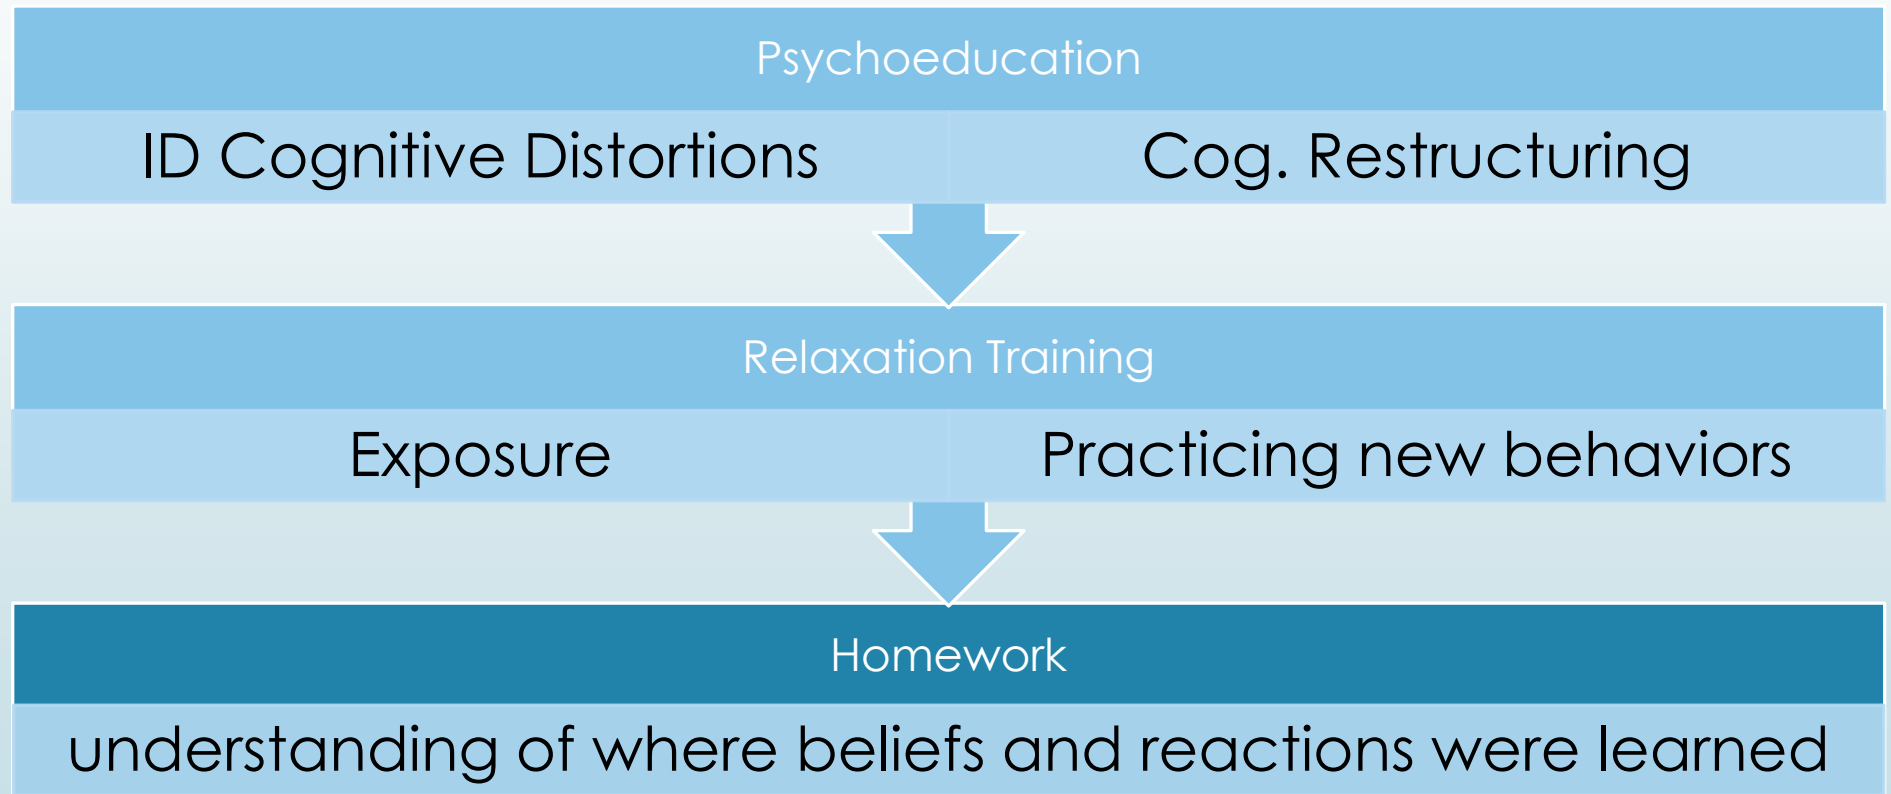 Psychoeducation
ID Cognitive Distortions
Cog. Restructuring
Relaxation Training
Exposure
Practicing new behaviors
Homework
understanding of where beliefs and reactions were learned